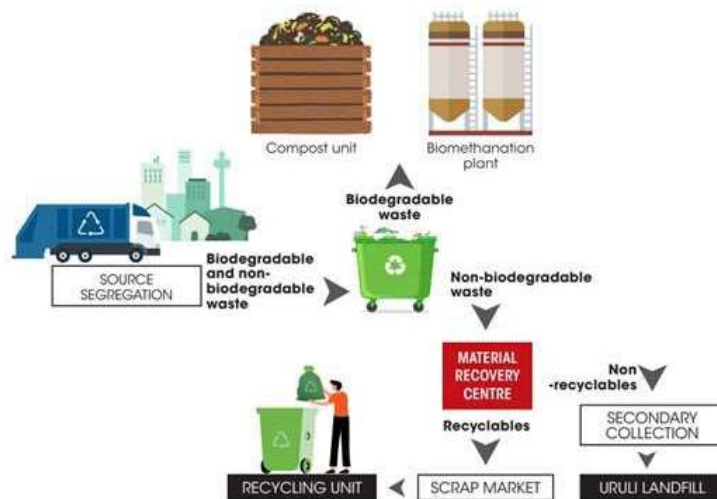 Compost unit
Biomethanation
plant
Biodegradable
waste
SOURCE
SEGREGATION
Biodegradable
and non-
biodegradable
waste
Non-biodegradable
waste
MATERIAL
RECOVERY
CENTRE
Non
-recyclables
Recyclables
SECONDARY
COLLECTION
RECYCLING UNIT
SCRAP MARKET
URULI LANDFILL